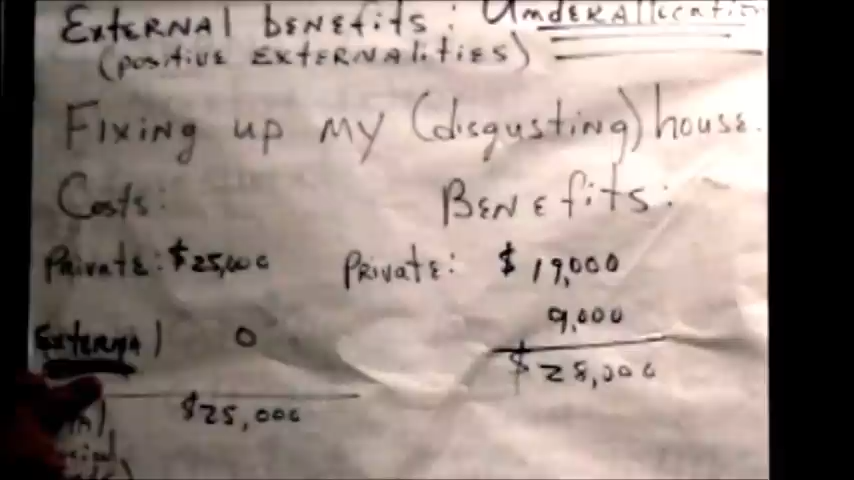 External benefits: Underallocation
(positive externalities)
Fixing up my (disgusting) house.
Costs: Benefits:
Private: $25,000 Private: $19,000
9,000
External 0
$28,000
$25,000